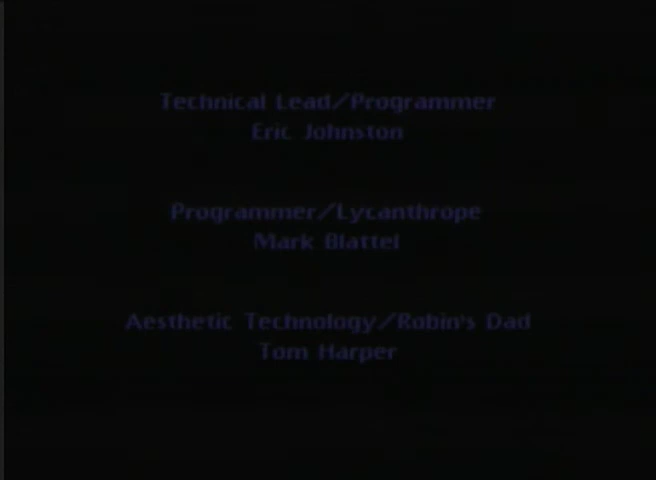 Technical Lead/Programmer
Eric Johnston
Programmer/Lycanthrope
Mark Blattel
Aesthetic Technology/Robin's Dad
Tom Harper